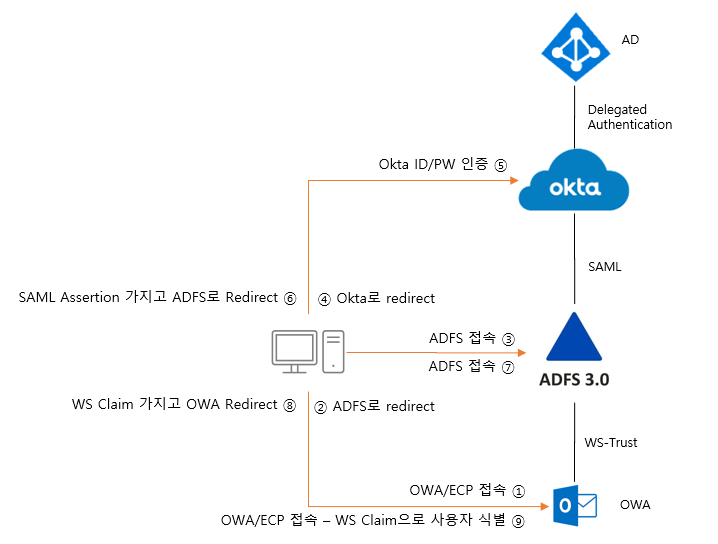 AD
Delegated
Authentication
Okta ID/PW 인증 ⑤
okta
SAML
SAML Assertion 가지고 ADFS로 Redirect ⑥
④ Okta로 redirect
ADFS 접속 ③
ADFS 접속 ⑦
ADFS 3.0
WS Claim 가지고 OWA Redirect ⑧
② ADFS로 redirect
WS-Trust
OWA/ECP 접속 ①
OWA
OWA/ECP 접속 – WS Claim으로 사용자 식별 ⑨